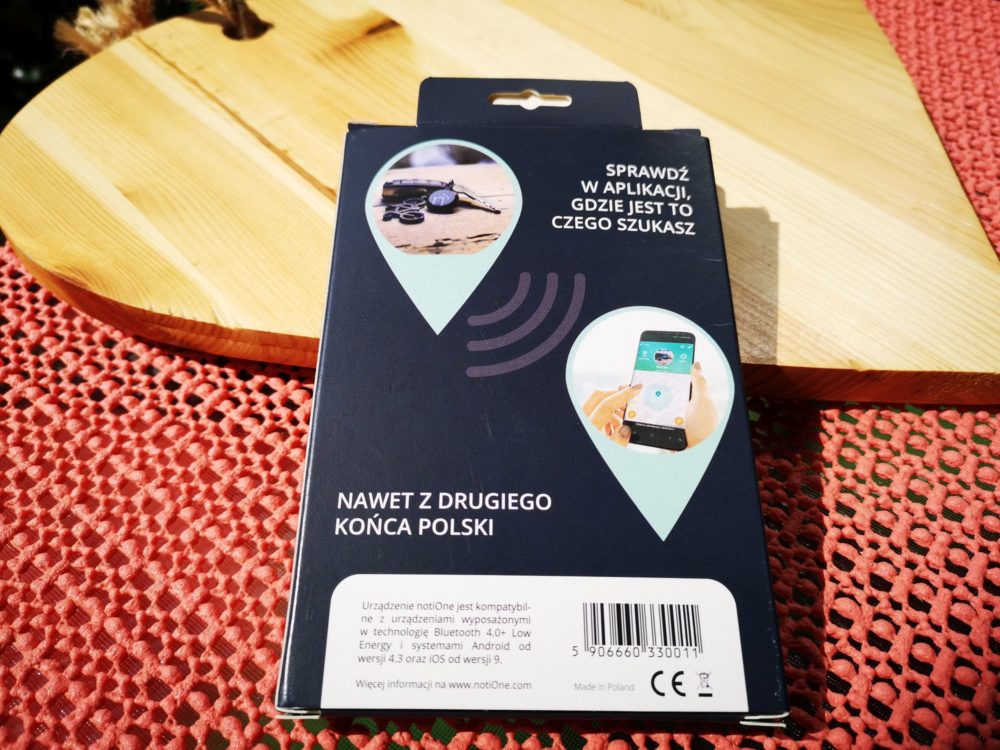 SPRAWDŹ
W APLIKACJI,
GDZIE JEST TO
CZEGO SZUKASZ
NAWET Z DRUGIEGO
KOŃCA POLSKI
Urządzenie notiOne jest kompatybil-
ne z urządzeniami wyposażonymi
w technologię Bluetooth 4.0+ Low
Energy i systemami Android od
wersji 4.3 oraz iOS od wersji 9.
Więcej informacji na www.notiOne.com
5 906660 330011
Made in Poland CE